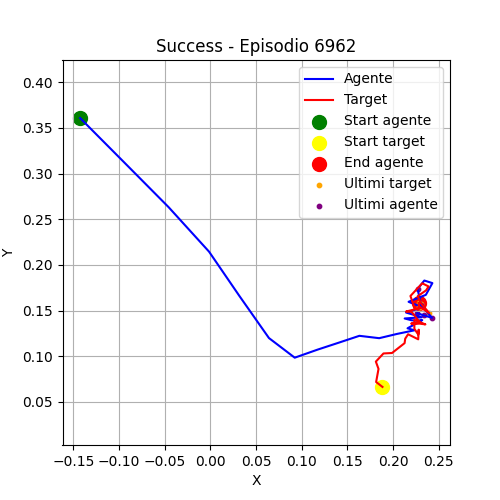 Success - Episodio 6962
Agente
Target
Start agente
Start target
End agente
Ultimi target
Ultimi agente
Y
0.40
0.35
0.30
0.25
0.20
0.15
0.10
0.05
−0.15 −0.10 −0.05 0.00 0.05 0.10 0.15 0.20 0.25
X